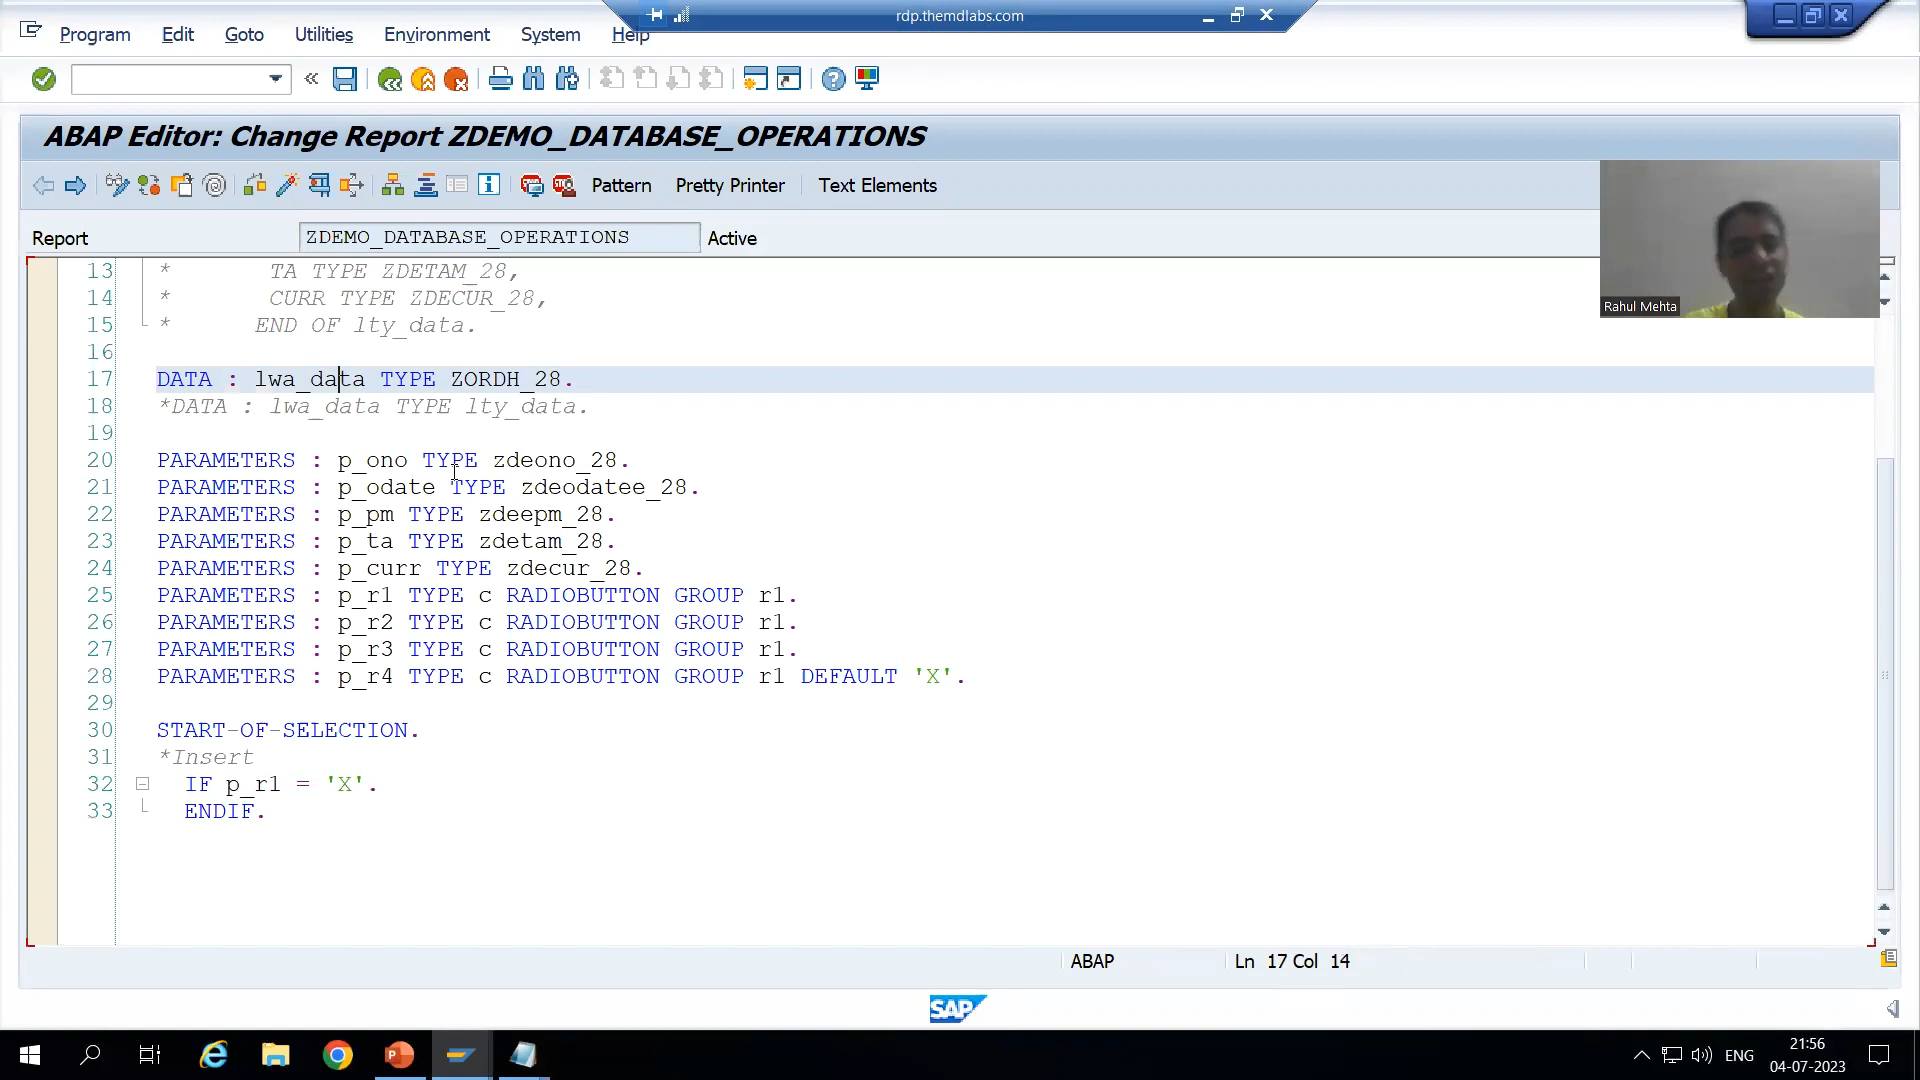 rdp.themdlabs.com
Program Edit Goto Utilities Environment System Help
ABAP Editor: Change Report ZDEMO_DATABASE_OPERATIONS
Pattern Pretty Printer Text Elements
Report ZDEMO_DATABASE_OPERATIONS Active
Rahul Mehta
13 * TA TYPE ZDETAM_28,
14 * CURR TYPE ZDECUR_28,
15 * END OF lty_data.
16
17 DATA : lwa_data TYPE ZORDH_28.
18 *DATA : lwa_data TYPE lty_data.
19
20 PARAMETERS : p_ono TYPE zdeono_28.
21 PARAMETERS : p_odate TYPE zdeodatee_28.
22 PARAMETERS : p_pm TYPE zdeepm_28.
23 PARAMETERS : p_ta TYPE zdetam_28.
24 PARAMETERS : p_curr TYPE zdecur_28.
25 PARAMETERS : p_r1 TYPE c RADIOBUTTON GROUP r1.
26 PARAMETERS : p_r2 TYPE c RADIOBUTTON GROUP r1.
27 PARAMETERS : p_r3 TYPE c RADIOBUTTON GROUP r1.
28 PARAMETERS : p_r4 TYPE c RADIOBUTTON GROUP r1 DEFAULT 'X'.
29
30 START-OF-SELECTION.
31 *Insert
32 IF p_r1 = 'X'.
33 ENDIF.
ABAP Ln 17 Col 14
SAP
ENG
21:56
04-07-2023